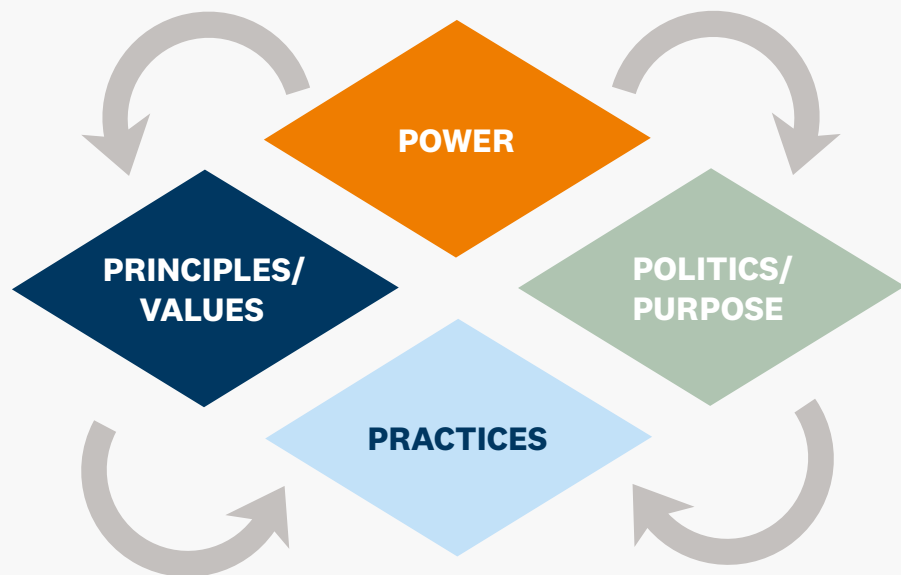 POWER
PRINCIPLES/
VALUES
POLITICS/
PURPOSE
PRACTICES